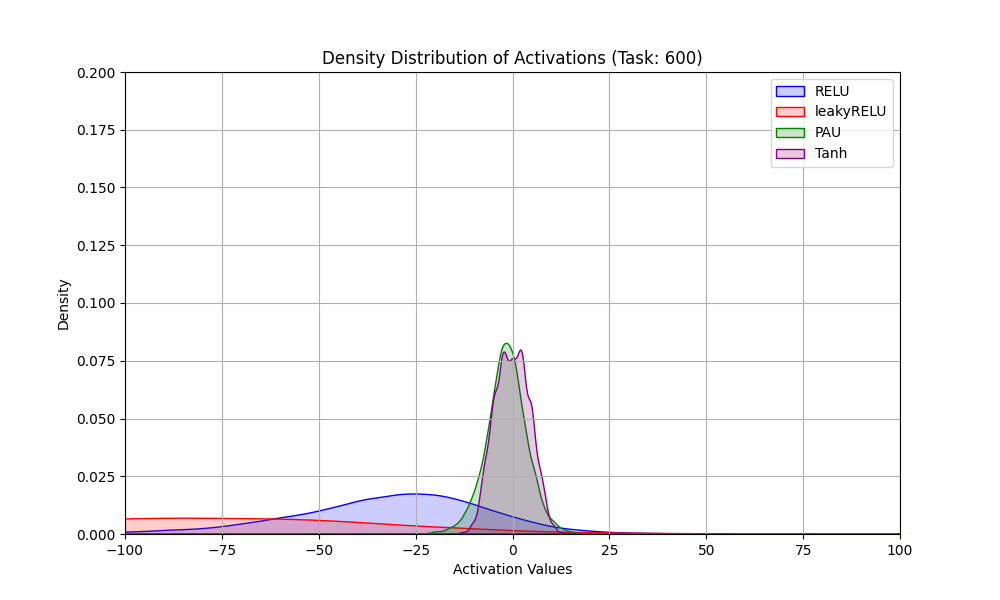 Density Distribution of Activations (Task: 600)
0.200
0.175
0.150
0.125
0.100
0.075
0.050
0.025
0.000
Density
RELU
leakyRELU
PAU
Tanh
−100
−75
−50
−25
0
25
50
75
100
Activation Values